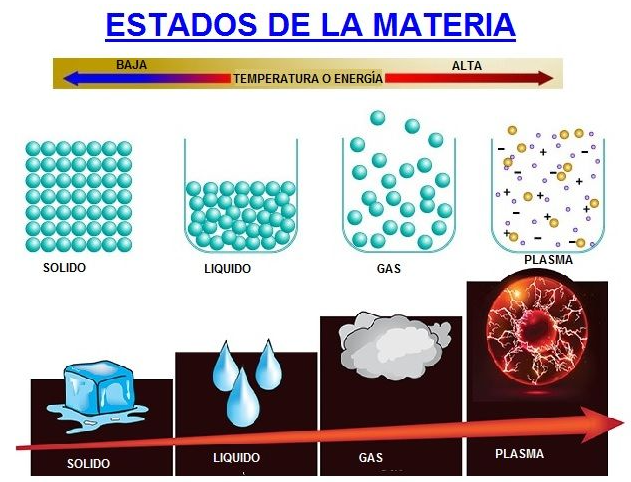 ESTADOS DE LA MATERIA
BAJA
ALTA
TEMPERATURA O ENERGÍA
SOLIDO
LIQUIDO
GAS
PLASMA
SOLIDO
LIQUIDO
GAS
PLASMA